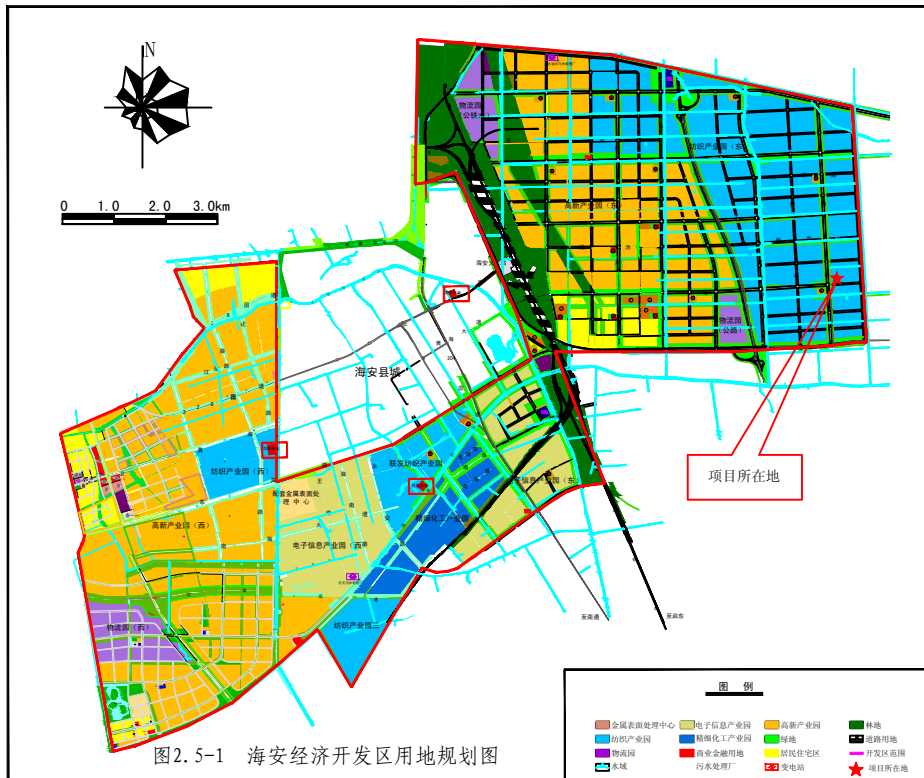 N
0 1.0 2.0 3.0km
物流园
（公铁）
纺织产业园（东）
高新产业园（东）
物流园
（公路）
海安县城
项目所在地
纺织产业园（西）
联发纺织产业园
配套金属表面处
理中心
高新产业园（西）
电子信息产业园（西
精细化工产业园
子信息产业园（东）
物流园（西）
纺织产业园三
至南通
至启东
图2.5-1 海安经济开发区用地规划图
图 例
金属表面处理中心 电子信息产业园 高新产业园 林地
纺织产业园 精细化工产业园 绿地 道路用地
物流园 商业金融用地 居民住宅区 开发区范围
水域 污水处理厂 变电站 项目所在地